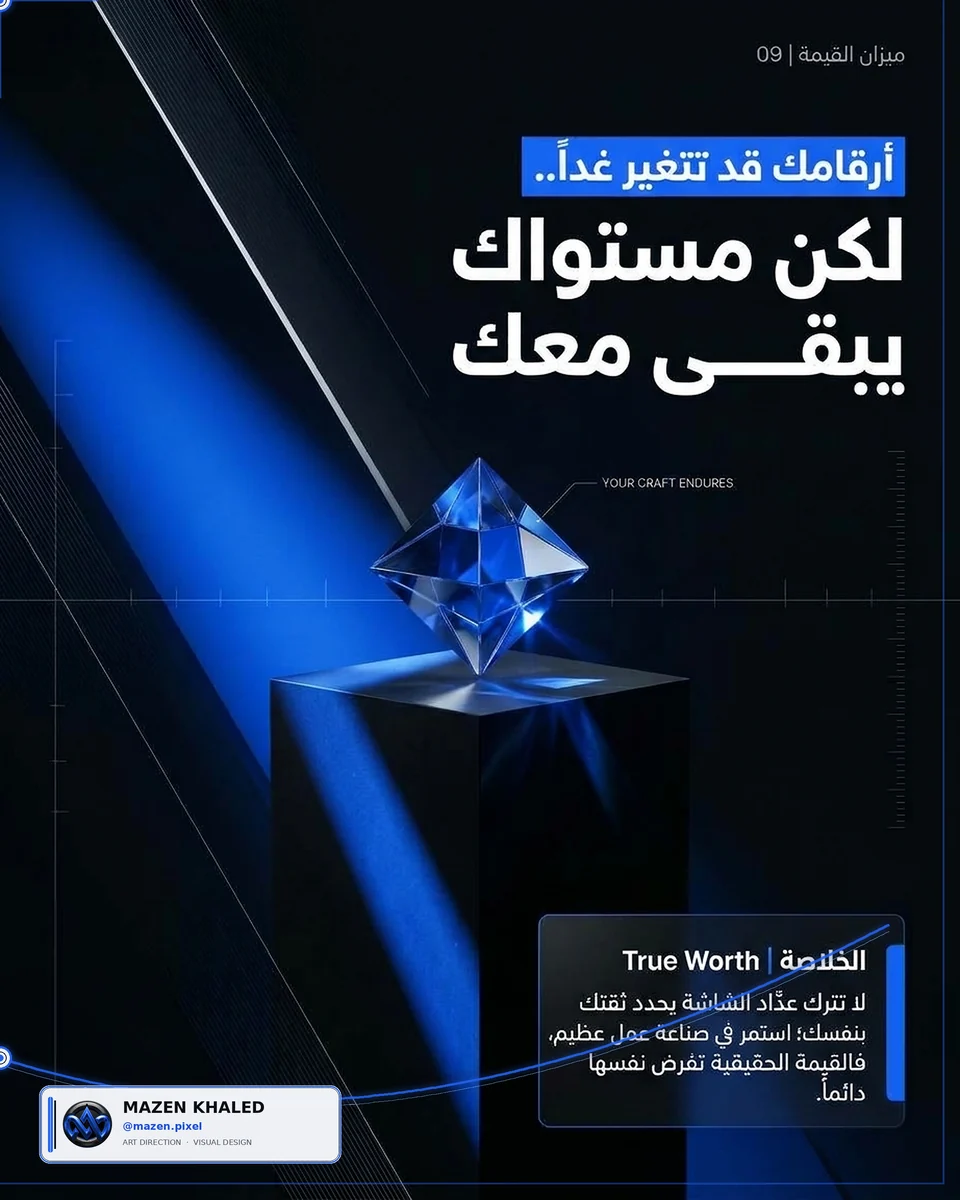 ميزان القيمة | 09
أرقامك قد تتغير غداً..
لكن مستواك
يبقـــى معك
YOUR CRAFT ENDURES
الخلاصة | True Worth
لا تترك عدَّاد الشاشة يحدد ثقتك
بنفسك؛ استمر في صناعة عمل عظيم،
فالقيمة الحقيقية تفرض نفسها
دائماً.
MAZEN KHALED
@mazen.pixel
ART DIRECTION · VISUAL DESIGN